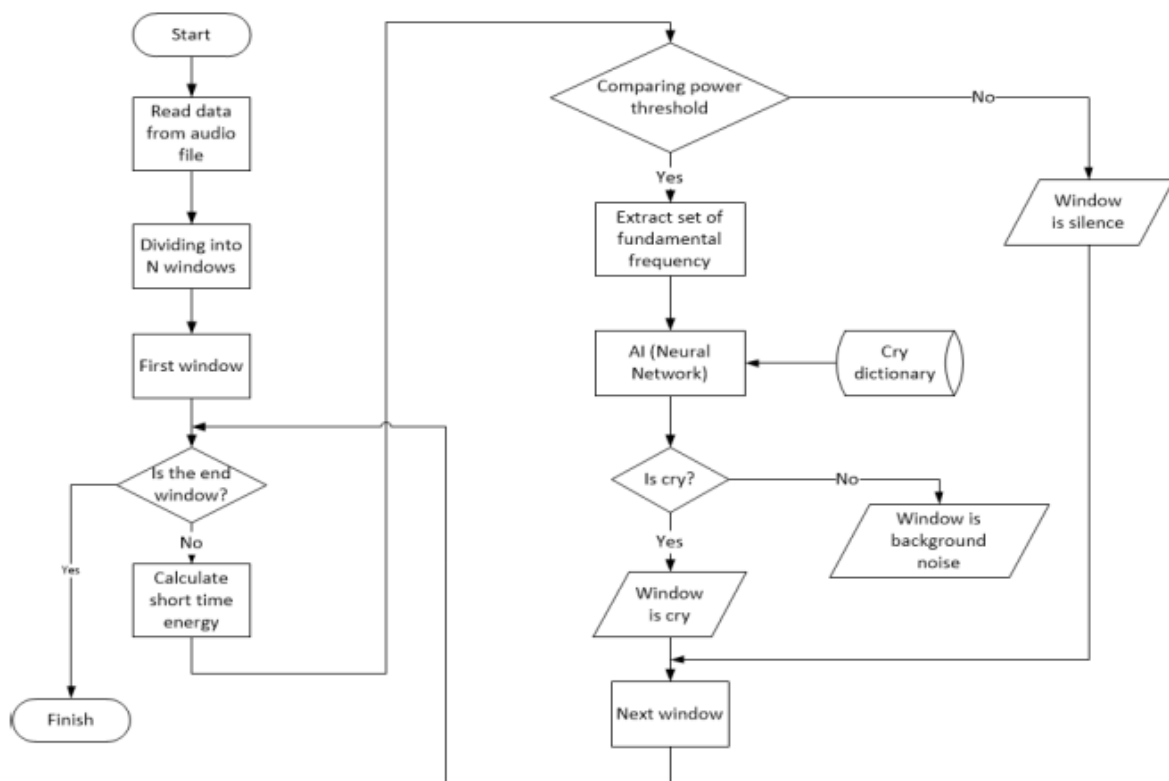 Start
Read data
from audio
file
Dividing into
N windows
First window
Is the end
window?
Yes
No
Calculate
short time
energy
Finish
Comparing power
threshold
No
Yes
Window
is silence
Extract set of
fundamental
frequency
AI (Neural
Network)
Cry
dictionary
Is cry?
No
Yes
Window is
background
noise
Window
is cry
Next window